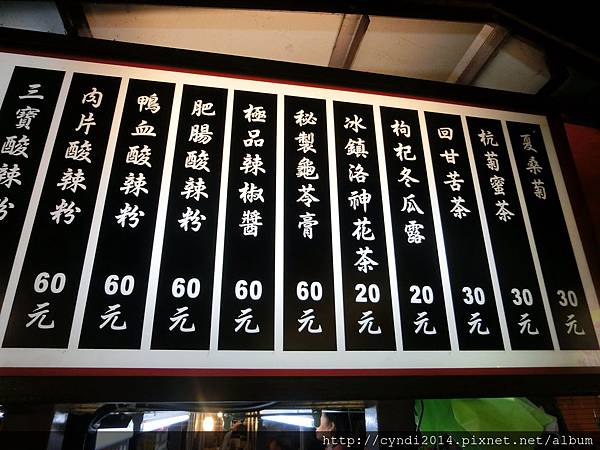 夏桑菊 30元
杭菊蜜茶 30元
回甘苦茶 30元
枸杞冬瓜露 20元
冰鎮洛神花茶 20元
秘製龜苓膏 60元
極品辣椒醬 60元
肥腸酸辣粉 60元
鴨血酸辣粉 60元
肉片酸辣粉 60元
三寶酸辣粉
http://cyndi2014.pixnet.net/album